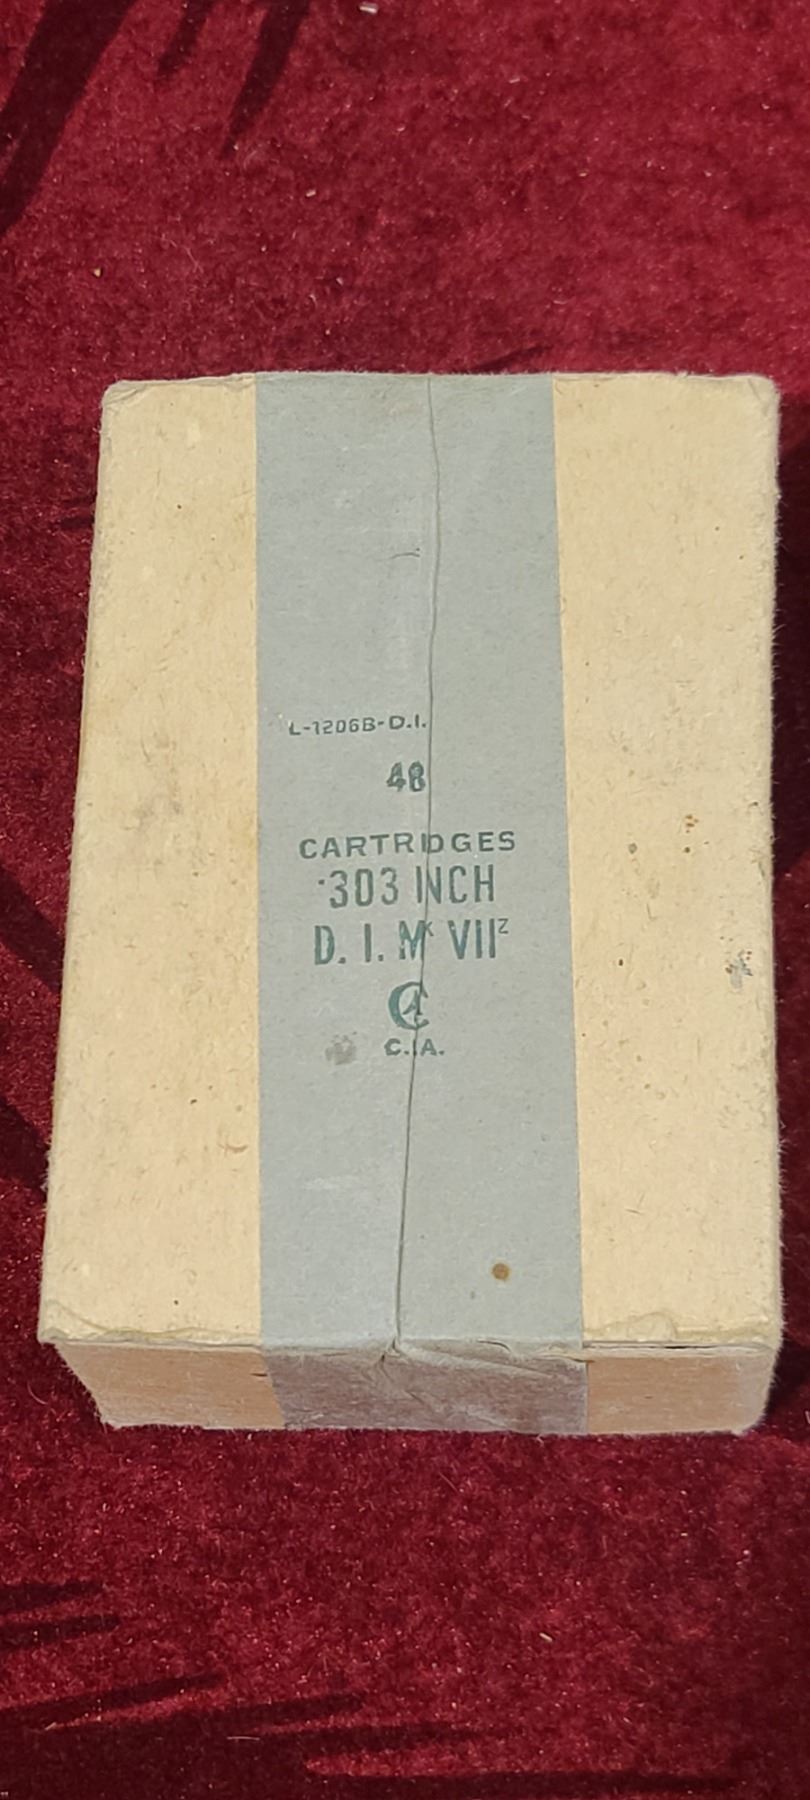 L-1206B-D.I.
48
CARTRIDGES
·303 INCH
D. I. Mᴷ VIIᶻ
C.I.A.